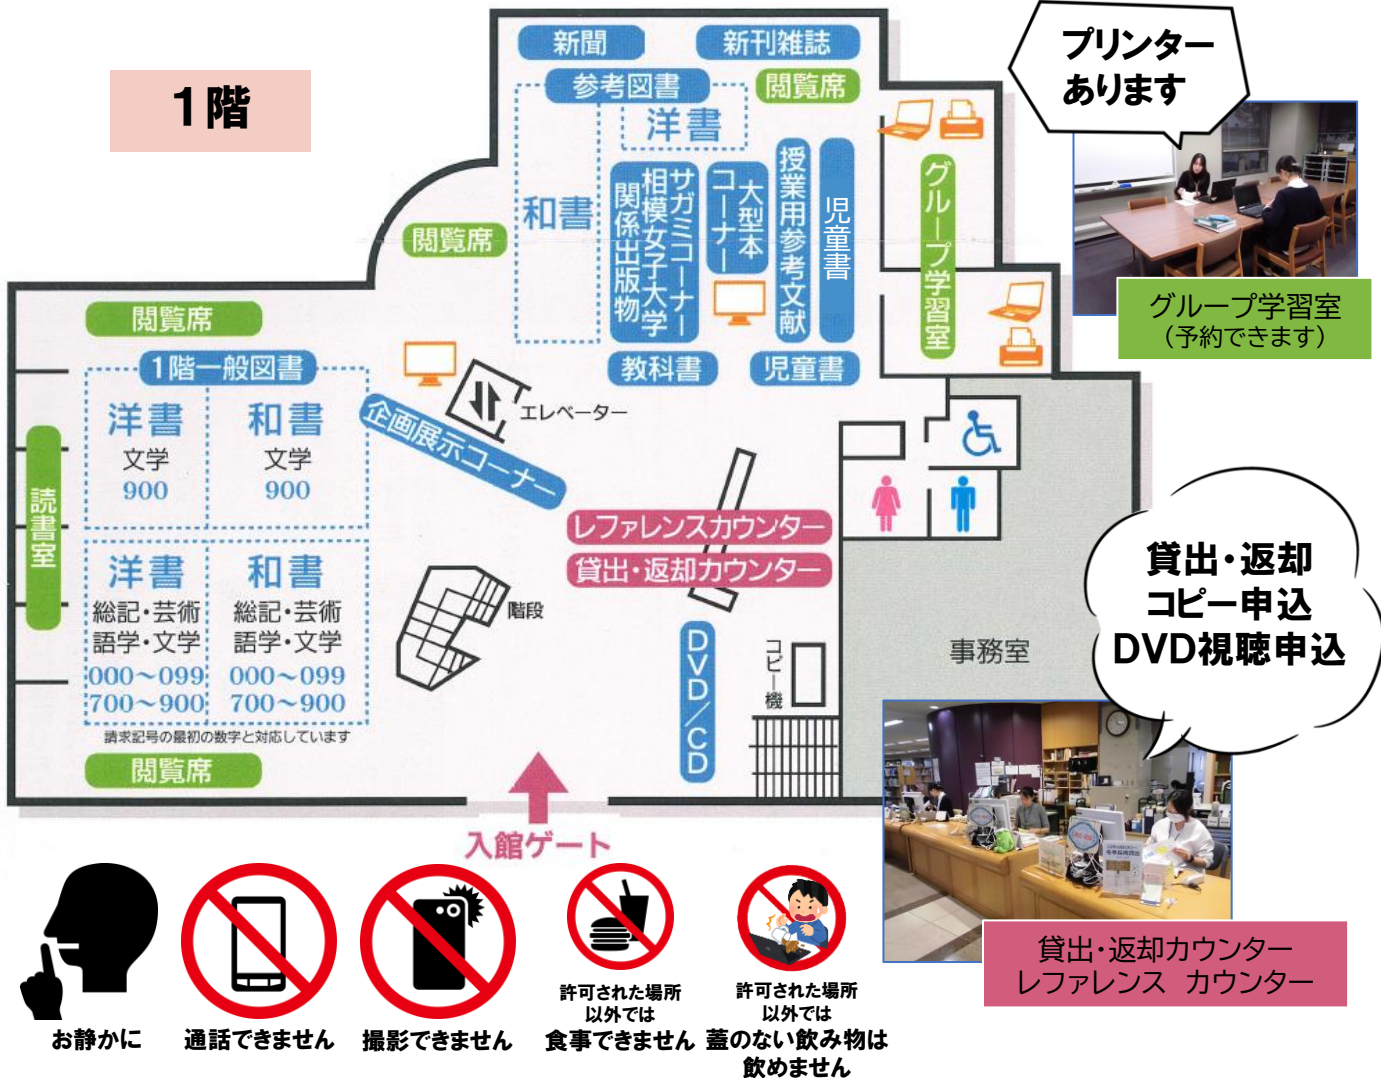 1階
新聞
新刊雑誌
参考図書
閲覧席
洋書
和書
サガミコーナー
相模女子大学
関係出版物
大型本
コーナー
授業用参考文献
児童書
グループ学習室
教科書
児童書
閲覧席
プリンター
あります
グループ学習室
(予約できます)
閲覧席
1階一般図書
洋書
文学
900
和書
文学
900
洋書
総記・芸術
語学・文学
000～099
700～900
和書
総記・芸術
語学・文学
000～099
700～900
請求記号の最初の数字と対応しています
閲覧席
読書室
エレベーター
企画展示コーナー
レファレンスカウンター
貸出・返却カウンター
階段
DVD/CD
コピー機
事務室
入館ゲート
貸出・返却
コピー申込
DVD視聴申込
貸出・返却カウンター
レファレンス カウンター
お静かに
通話できません
撮影できません
許可された場所
以外では
食事できません
許可された場所
以外では
蓋のない飲み物は
飲めません